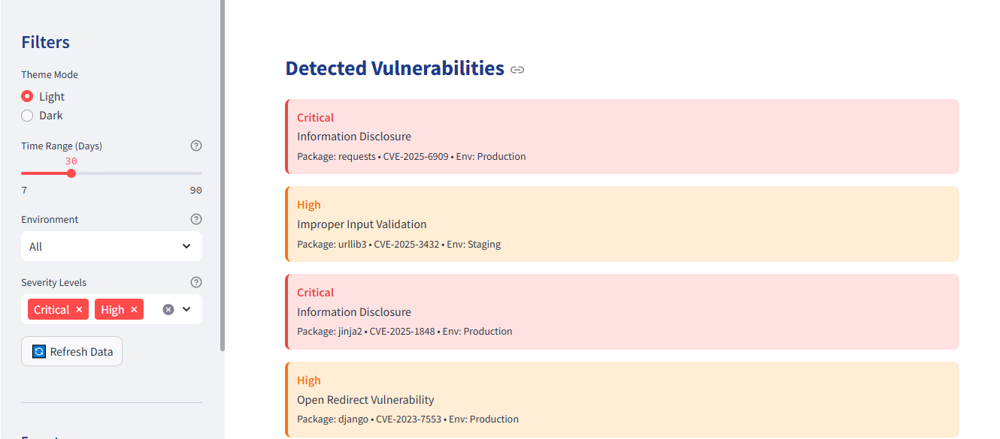 Filters
Theme Mode
Light
Dark
Time Range (Days)
30
7
90
Environment
All
Severity Levels
Critical
High
Refresh Data
Detected Vulnerabilities
Critical
Information Disclosure
Package: requests • CVE-2025-6909 • Env: Production
High
Improper Input Validation
Package: urllib3 • CVE-2025-3432 • Env: Staging
Critical
Information Disclosure
Package: jinja2 • CVE-2025-1848 • Env: Production
High
Open Redirect Vulnerability
Package: django • CVE-2023-7553 • Env: Production